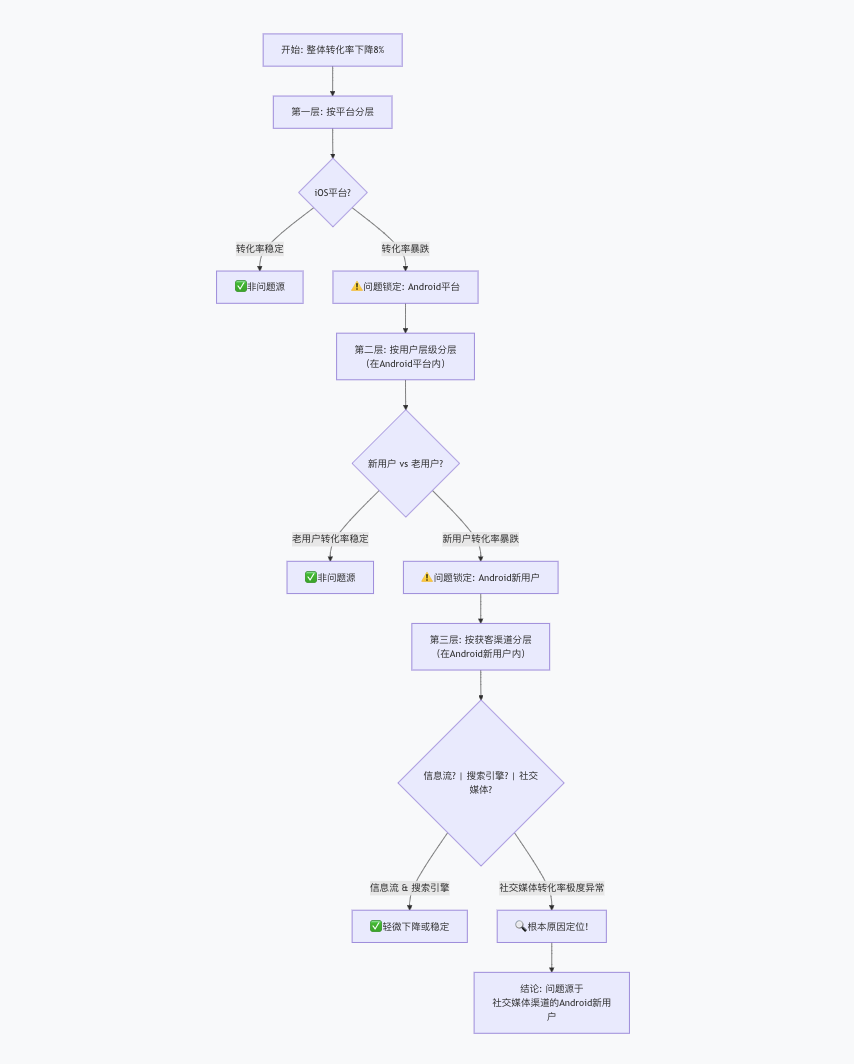 开始: 整体转化率下降8%
第一层: 按平台分层
iOS平台?
转化率稳定
转化率暴跌
✅非问题源
⚠️问题锁定: Android平台
第二层: 按用户层级分层
(在Android平台内)
新用户 vs 老用户?
老用户转化率稳定
新用户转化率暴跌
✅非问题源
⚠️问题锁定: Android新用户
第三层: 按获客渠道分层
(在Android新用户内)
信息流? | 搜索引擎? | 社交
媒体?
信息流 & 搜索引擎
社交媒体转化率极度异常
✅轻微下降或稳定
🔍根本原因定位!
结论: 问题源于
社交媒体渠道的Android新用
户